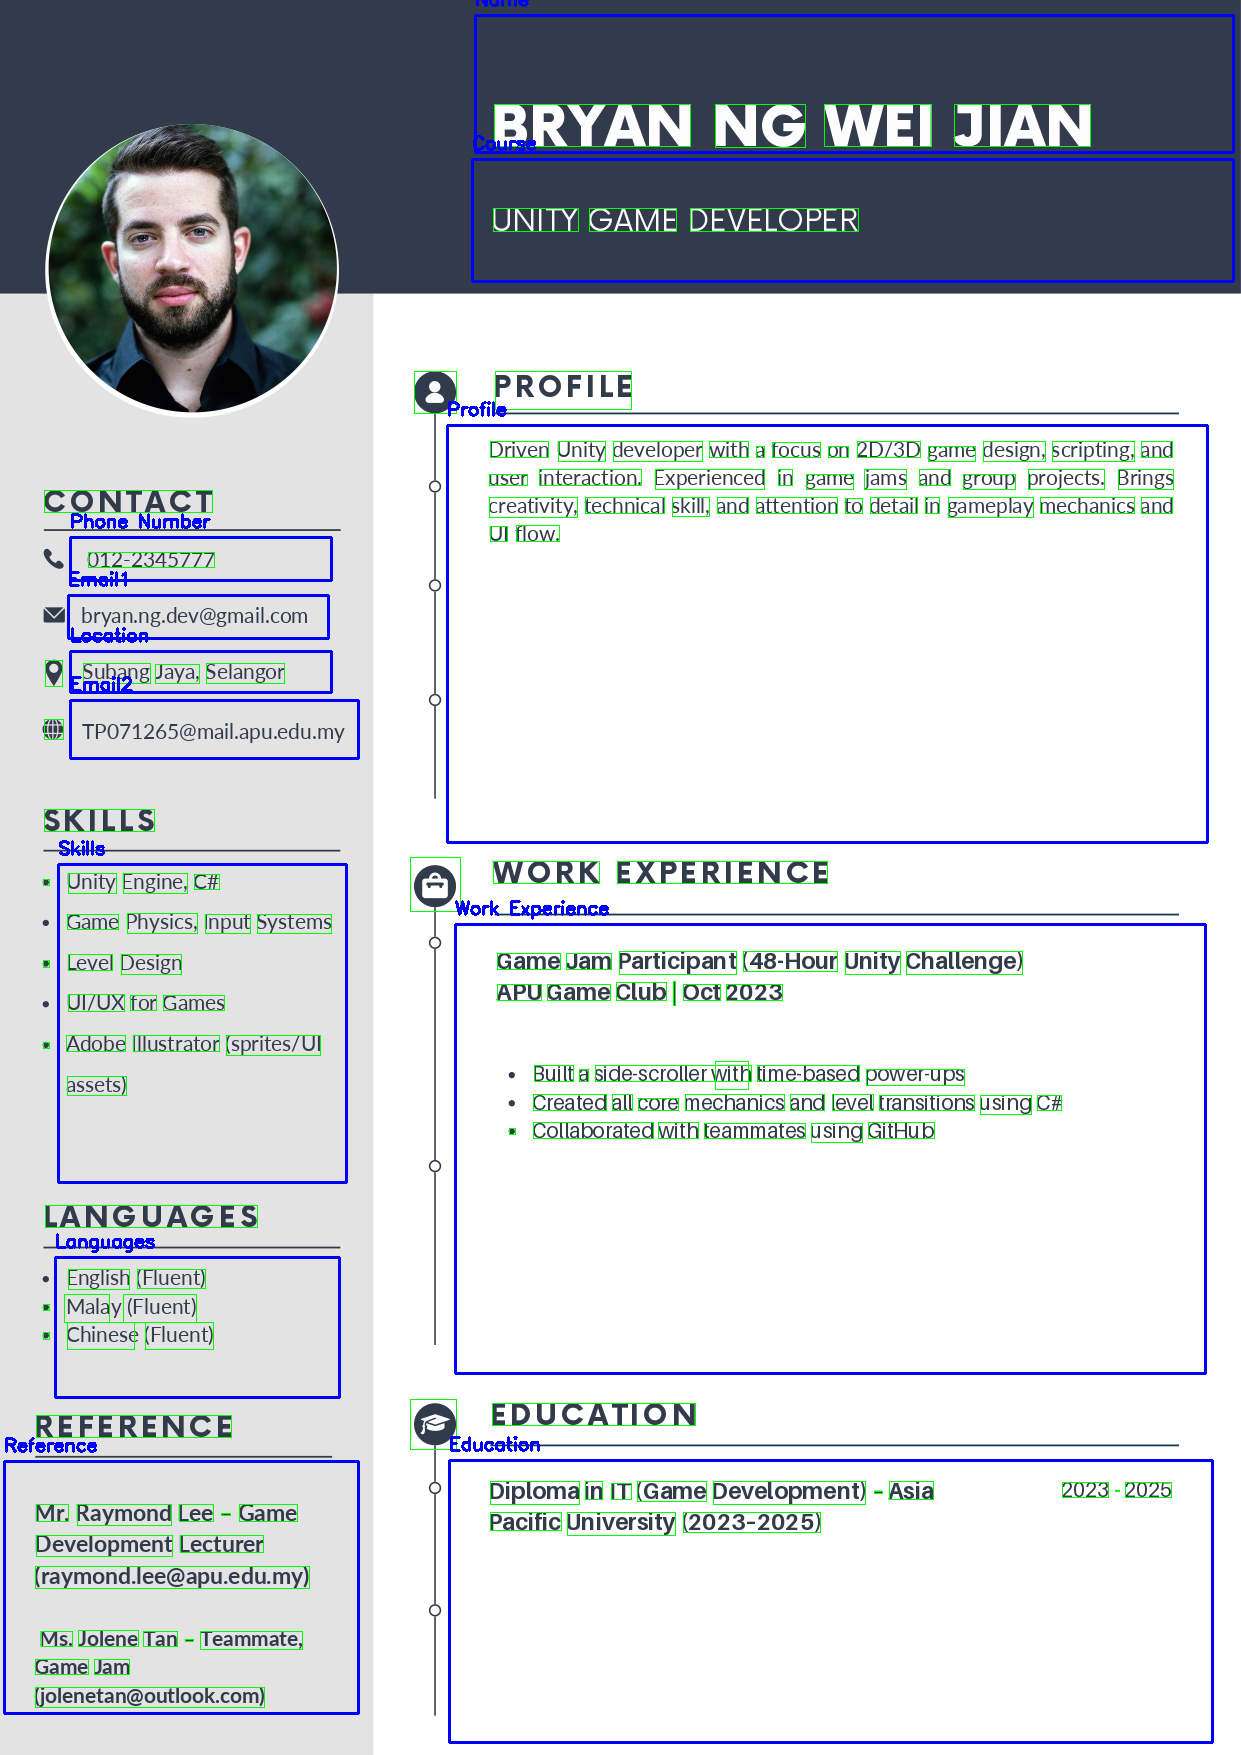 Name
BRYAN NG WEI JIAN
Course
UNITY GAME DEVELOPER
CONTACT
Phone Number
012-2345777
Email1
bryan.ng.dev@gmail.com
Location
Subang Jaya, Selangor
Email2
TP071265@mail.apu.edu.my
SKILLS
Skills
• Unity Engine, C#
• Game Physics, Input Systems
• Level Design
• UI/UX for Games
• Adobe Illustrator (sprites/UI
assets)
LANGUAGES
Languages
• English (Fluent)
• Malay (Fluent)
• Chinese (Fluent)
REFERENCE
Reference
Mr. Raymond Lee – Game
Development Lecturer
(raymond.lee@apu.edu.my)
Ms. Jolene Tan – Teammate,
Game Jam
(jolenetan@outlook.com)
PROFILE
Profile
Driven Unity developer with a focus on 2D/3D game design, scripting, and
user interaction. Experienced in game jams and group projects. Brings
creativity, technical skill, and attention to detail in gameplay mechanics and
UI flow.
WORK EXPERIENCE
Work Experience
Game Jam Participant (48-Hour Unity Challenge)
APU Game Club | Oct 2023
• Built a side-scroller with time-based power-ups
• Created all core mechanics and level transitions using C#
• Collaborated with teammates using GitHub
EDUCATION
Education
Diploma in IT (Game Development) – Asia
Pacific University (2023–2025)
2023 - 2025